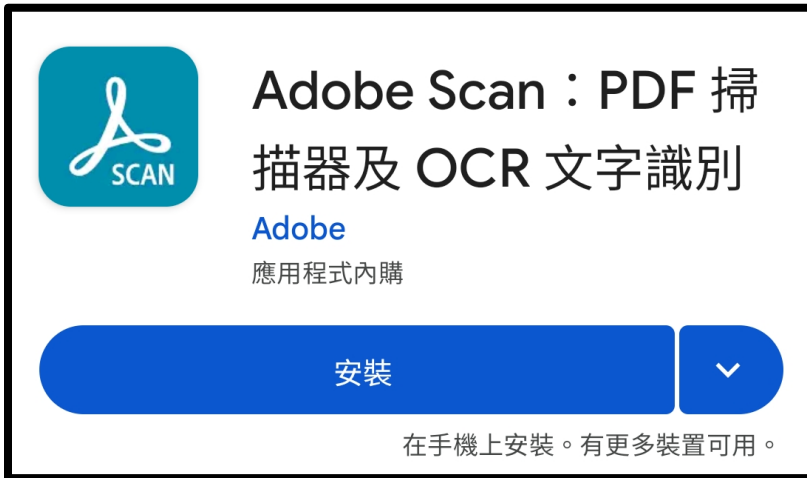 SCAN
Adobe Scan：PDF 掃
描器及 OCR 文字識別
Adobe
應用程式內購
安裝
在手機上安裝。有更多裝置可用。